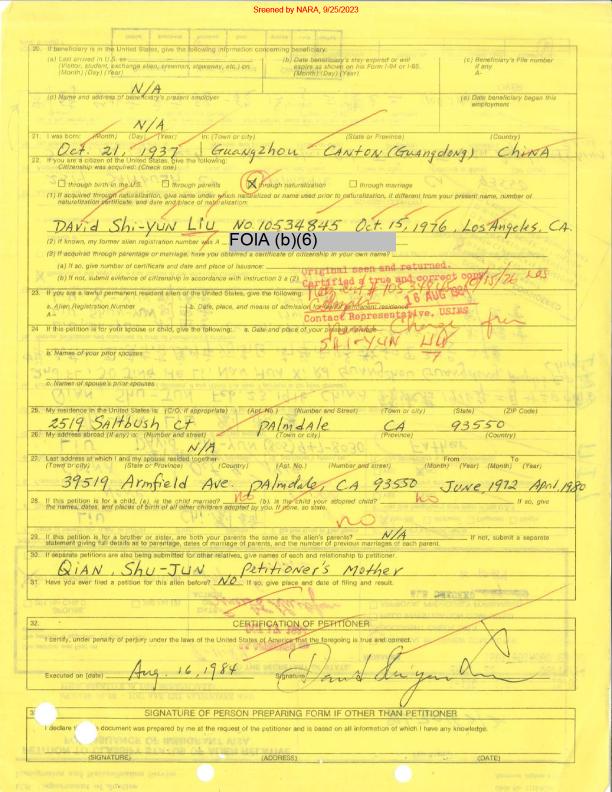 Sreened by NARA, 9/25/2023
20. If beneficiary is in the United States, give the following information concerning beneficiary.
(a) Last arrived in U.S. as
(Visitor, student, exchange alien, crewman, stowaway, etc.) on
(Month) (Day) (Year)
(b) Date beneficiary's stay expired or will
expire as shown on his Form I-94 or I-95.
(Month) (Day) (Year)
(c) Beneficiary's File number
if any
A-
N/A
(d) Name and address of beneficiary's present employer
(e) Date beneficiary began this
employment
N/A
21. I was born: (Month) (Day) (Year) in: (Town or city) (State or Province) (Country)
Oct. 21, 1937 Guangzhou CANTON (Guangdong) CHINA
22. If you are a citizen of the United States, give the following:
Citizenship was acquired: (Check one)
through birth in the U.S. through parents X through naturalization through marriage
(1) If acquired through naturalization, give name under which naturalized or name used prior to naturalization, if different from your present name, number of
naturalization certificate, and date and place of naturalization:
DAVID Shi-YUN LIU NO. 10534845 Oct. 15, 1976, Los Angeles, CA.
(2) If known, my former alien registration number was A
FOIA (b)(6)
(3) If acquired through parentage or marriage, have you obtained a certificate of citizenship in your own name?
(a) If so, give number of certificate and date and place of issuance:
(b) If not, submit evidence of citizenship in accordance with instruction 3 a (2)
Original seen and returned.
Certified a true and correct copy
16 AUG 1984
Contact Representative, USINS
Name Change from
SHI-YUN LIU
23. If you are a lawful permanent resident alien of the United States, give the following:
a. Alien Registration Number
A-
b. Date, place, and means of admission for lawful permanent residence
24. If this petition is for your spouse or child, give the following: a. Date and place of your present marriage
b. Names of your prior spouses
c. Names of spouse's prior spouses
25. My residence in the United States is: (C/O, if appropriate) (Apt. No.) (Number and street) (Town or city) (State) (ZIP Code)
2519 Saltbush Ct PAlmdAle CA 93550
26. My address abroad (if any) is: (Number and street) (Town or city) (Province) (Country)
N/A
27. Last address at which I and my spouse resided together
(Town or city) (State or Province) (Country) (Apt. No.) (Number and street)
From To
(Month) (Year) (Month) (Year)
39519 Armfield Ave. PAlmdale, CA 93550 JUNE, 1972 April 1980
28. If this petition is for a child, (a). is the child married? no (b). is the child your adopted child? no If so, give
the names, dates, and places of birth of all other children adopted by you. If none, so state.
no
29. If this petition is for a brother or sister, are both your parents the same as the alien's parents? N/A If not, submit a separate
statement giving full details as to parentage, dates of marriage of parents, and the number of previous marriages of each parent.
30. If separate petitions are also being submitted for other relatives, give names of each and relationship to petitioner.
QIAN, Shu-JUN Petitioner's Mother
31. Have you ever filed a petition for this alien before? NO If so, give place and date of filing and result.
32. CERTIFICATION OF PETITIONER
I certify, under penalty of perjury under the laws of the United States of America that the foregoing is true and correct.
Executed on (date) Aug. 16, 1984 Signature David Shi-yun Liu
SIGNATURE OF PERSON PREPARING FORM IF OTHER THAN PETITIONER
I declare document was prepared by me at the request of the petitioner and is based on all information of which I have any knowledge.
(SIGNATURE) (ADDRESS) (DATE)